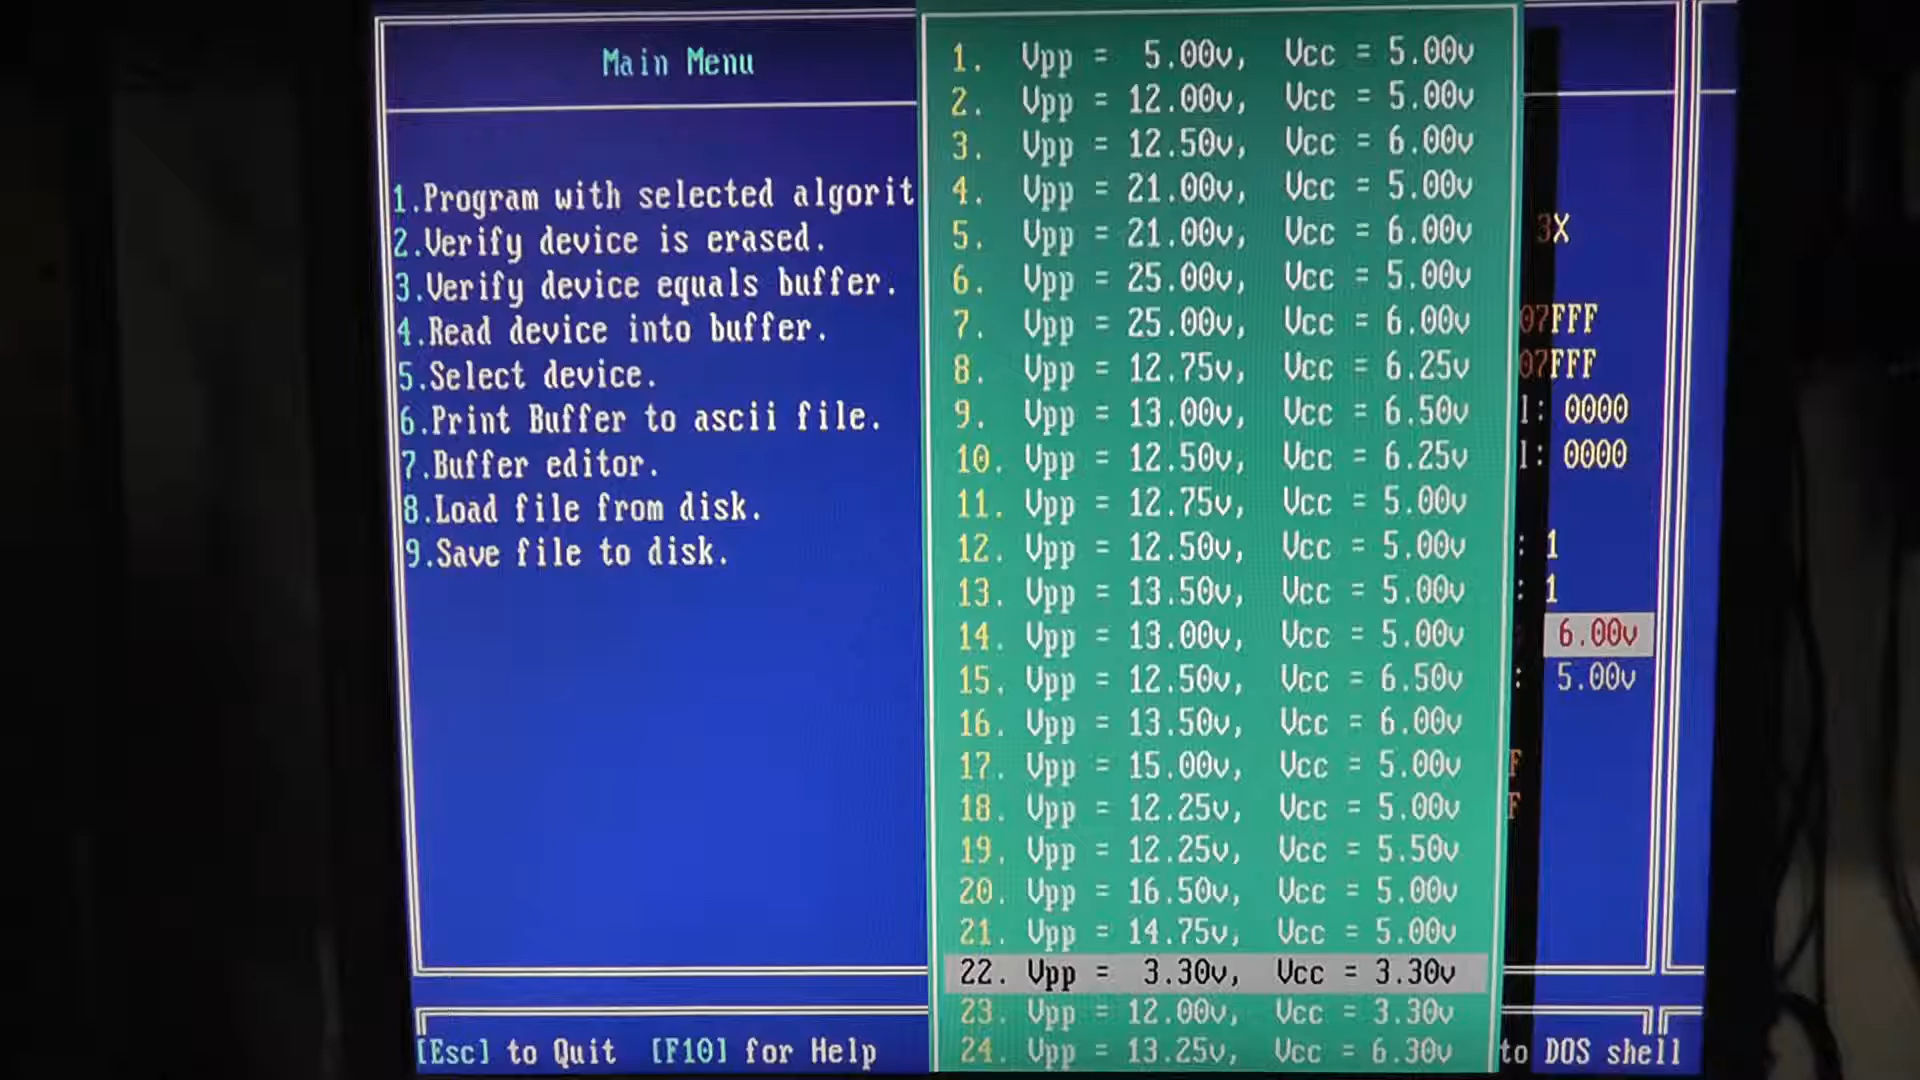 Main Menu
1.Program with selected algorit
2.Verify device is erased.
3.Verify device equals buffer.
4.Read device into buffer.
5.Select device.
6.Print Buffer to ascii file.
7.Buffer editor.
8.Load file from disk.
9.Save file to disk.
[Esc] to Quit [F10] for Help
1. Vpp = 5.00v, Vcc = 5.00v
2. Vpp = 12.00v, Vcc = 5.00v
3. Vpp = 12.50v, Vcc = 6.00v
4. Vpp = 21.00v, Vcc = 5.00v
5. Vpp = 21.00v, Vcc = 6.00v
6. Vpp = 25.00v, Vcc = 5.00v
7. Vpp = 25.00v, Vcc = 6.00v
8. Vpp = 12.75v, Vcc = 6.25v
9. Vpp = 13.00v, Vcc = 6.50v
10. Vpp = 12.50v, Vcc = 6.25v
11. Vpp = 12.75v, Vcc = 5.00v
12. Vpp = 12.50v, Vcc = 5.00v
13. Vpp = 13.50v, Vcc = 5.00v
14. Vpp = 13.00v, Vcc = 5.00v
15. Vpp = 12.50v, Vcc = 6.50v
16. Vpp = 13.50v, Vcc = 6.00v
17. Vpp = 15.00v, Vcc = 5.00v
18. Vpp = 12.25v, Vcc = 5.00v
19. Vpp = 12.25v, Vcc = 5.50v
20. Vpp = 16.50v, Vcc = 5.00v
21. Vpp = 14.75v, Vcc = 5.00v
22. Vpp = 3.30v, Vcc = 3.30v
23. Vpp = 12.00v, Vcc = 3.30v
24. Vpp = 13.25v, Vcc = 6.30v
3X
07FFF
07FFF
l: 0000
l: 0000
: 1
: 1
6.00v
: 5.00v
F
F
to DOS shell